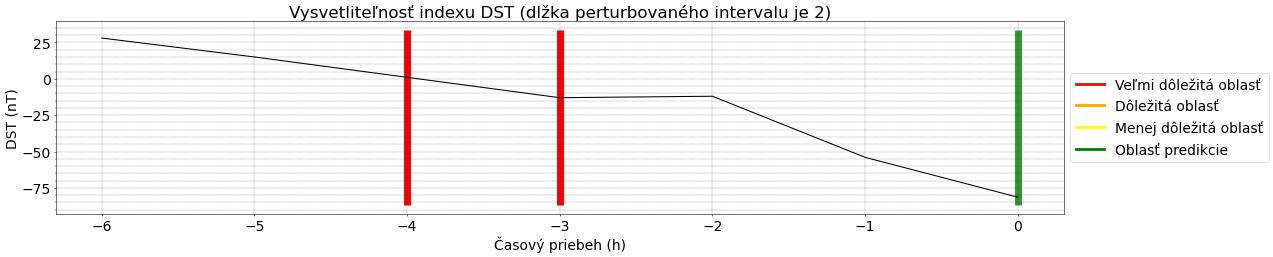 Vysvetliteľnosť indexu DST (dĺžka perturbovaného intervalu je 2)
DST (nT)
25
0
−25
−50
−75
−6 −5 −4 −3 −2 −1 0
Časový priebeh (h)
Veľmi dôležitá oblasť
Dôležitá oblasť
Menej dôležitá oblasť
Oblasť predikcie